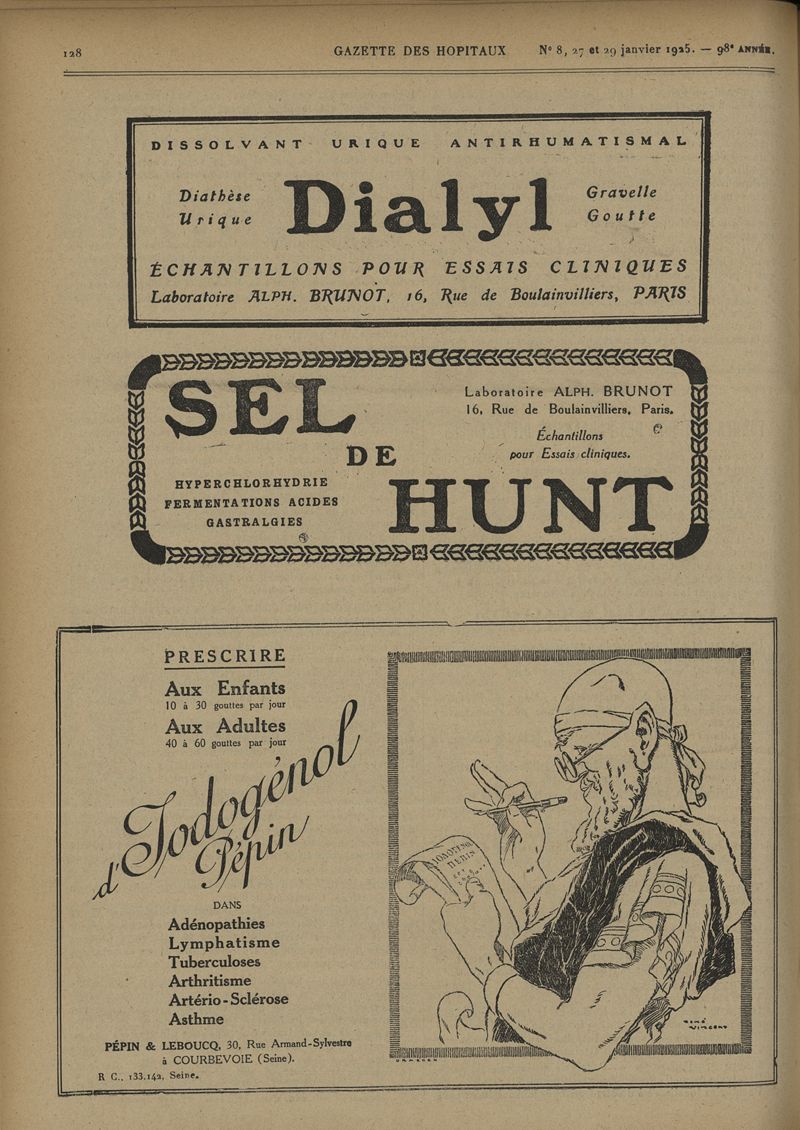 128 GAZETTE DES HOPITAUX N° 8, 27 et 29 janvier 1925. — 98e ANNÉE.
DISSOLVANT URIQUE ANTIRHUMATISMAL
Diathèse
Urique
Dialyl
Gravelle
Goutte
ÉCHANTILLONS POUR ESSAIS CLINIQUES
Laboratoire ALPH. BRUNOT, 16, Rue de Boulainvilliers, PARIS
SEL
DE
HUNT
Laboratoire ALPH. BRUNOT
16, Rue de Boulainvilliers, Paris.
Échantillons
pour Essais cliniques.
HYPERCHLORHYDRIE
FERMENTATIONS ACIDES
GASTRALGIES
PRESCRIRE
Aux Enfants
10 à 30 gouttes par jour
Aux Adultes
40 à 60 gouttes par jour
d'Iodogénol
Pépin
DANS
Adénopathies
Lymphatisme
Tuberculoses
Arthritisme
Artério-Sclérose
Asthme
PÉPIN & LEBOUCQ, 30, Rue Armand-Sylvestre
à COURBEVOIE (Seine).
R C., 133.142, Seine.
IODOGÉNOL
PEPIN
RENÉ
VINCENT